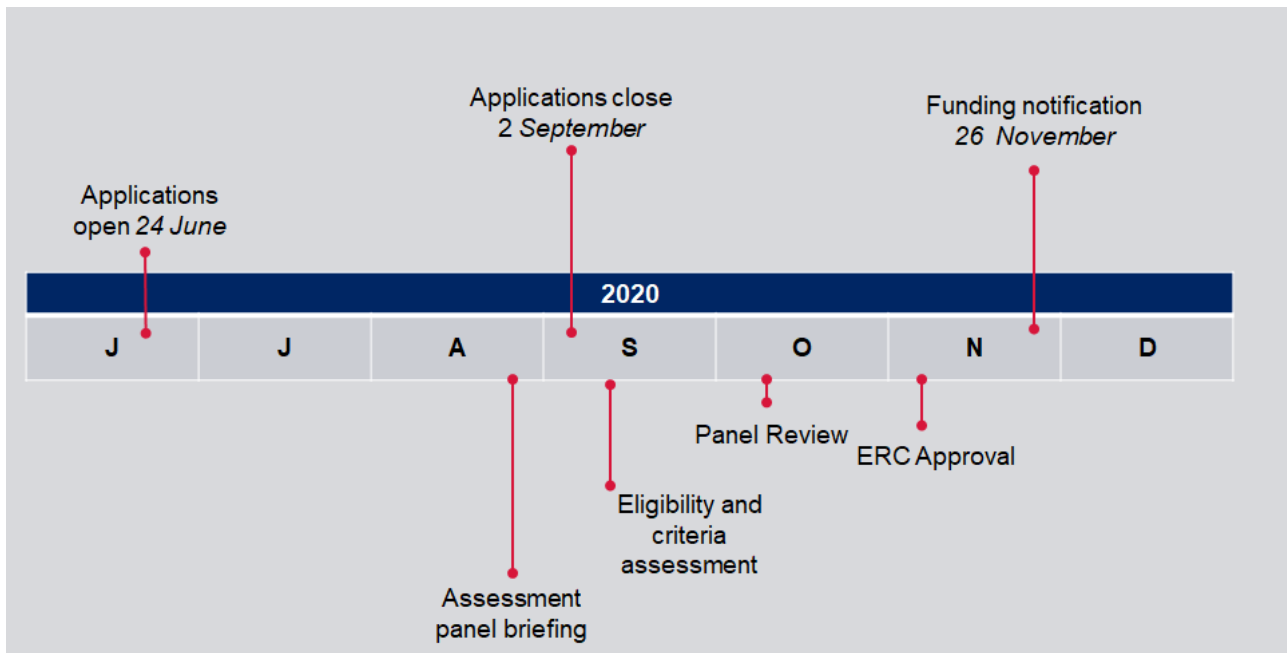 Applications close
2 September
Funding notification
26 November
Applications
open 24 June
2020
J J A S O N D
Panel Review
ERC Approval
Eligibility and
criteria
assessment
Assessment
panel briefing